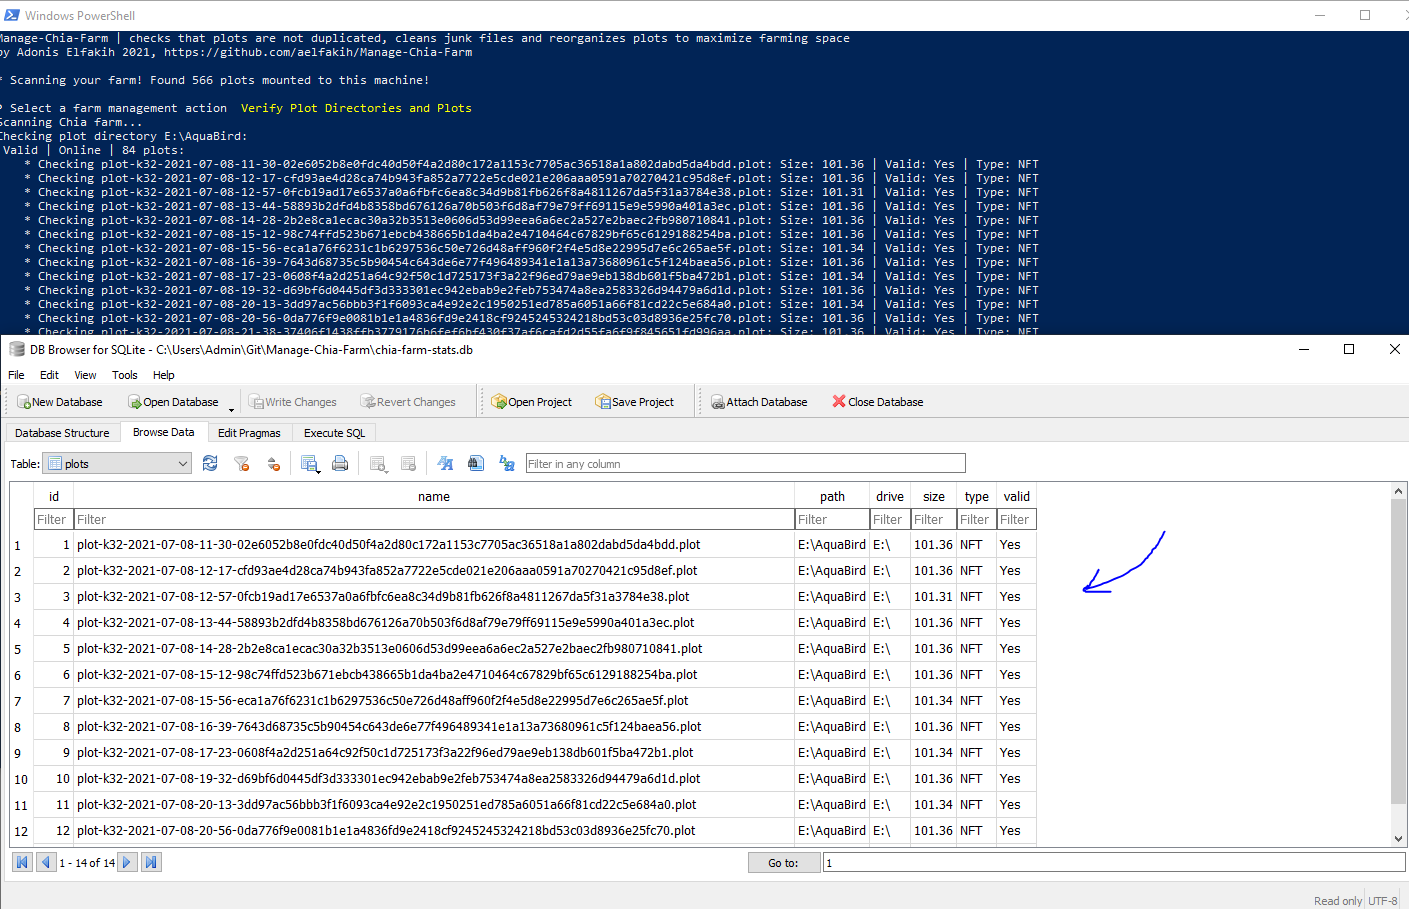 Windows PowerShell
Manage-Chia-Farm | checks that plots are not duplicated, cleans junk files and reorganizes plots to maximize farming space
by Adonis Elfakih 2021, https://github.com/aelfakih/Manage-Chia-Farm
* Scanning your farm! Found 566 plots mounted to this machine!
? Select a farm management action  Verify Plot Directories and Plots
Scanning Chia farm...
Checking plot directory E:\AquaBird:
Valid | Online | 84 plots:
* Checking plot-k32-2021-07-08-11-30-02e6052b8e0fdc40d50f4a2d80c172a1153c7705ac36518a1a802dabd5da4bdd.plot: Size: 101.36 | Valid: Yes | Type: NFT
* Checking plot-k32-2021-07-08-12-17-cfd93ae4d28ca74b943fa852a7722e5cde021e206aaa0591a70270421c95d8ef.plot: Size: 101.36 | Valid: Yes | Type: NFT
* Checking plot-k32-2021-07-08-12-57-0fcb19ad17e6537a0a6fbfc6ea8c34d9b81fb626f8a4811267da5f31a3784e38.plot: Size: 101.31 | Valid: Yes | Type: NFT
* Checking plot-k32-2021-07-08-13-44-58893b2dfd4b8358bd676126a70b503f6d8af79e79ff69115e9e5990a401a3ec.plot: Size: 101.36 | Valid: Yes | Type: NFT
* Checking plot-k32-2021-07-08-14-28-2b2e8ca1ecac30a32b3513e0606d53d99eea6a6ec2a527e2baec2fb980710841.plot: Size: 101.36 | Valid: Yes | Type: NFT
* Checking plot-k32-2021-07-08-15-12-98c74ffd523b671ebcb438665b1da4ba2e4710464c67829bf65c6129188254ba.plot: Size: 101.36 | Valid: Yes | Type: NFT
* Checking plot-k32-2021-07-08-15-56-eca1a76f6231c1b6297536c50e726d48aff960f2f4e5d8e22995d7e6c265ae5f.plot: Size: 101.34 | Valid: Yes | Type: NFT
* Checking plot-k32-2021-07-08-16-39-7643d68735c5b90454c643de6e77f496489341e1a13a73680961c5f124baea56.plot: Size: 101.36 | Valid: Yes | Type: NFT
* Checking plot-k32-2021-07-08-17-23-0608f4a2d251a64c92f50c1d725173f3a22f96ed79ae9eb138db601f5ba472b1.plot: Size: 101.34 | Valid: Yes | Type: NFT
* Checking plot-k32-2021-07-08-19-32-d69bf6d0445df3d333301ec942ebab9e2feb753474a8ea2583326d94479a6d1d.plot: Size: 101.36 | Valid: Yes | Type: NFT
* Checking plot-k32-2021-07-08-20-13-3dd97ac56bbb3f1f6093ca4e92e2c1950251ed785a6051a66f81cd22c5e684a0.plot: Size: 101.34 | Valid: Yes | Type: NFT
* Checking plot-k32-2021-07-08-20-56-0da776f9e0081b1e1a4836fd9e2418cf9245245324218bd53c03d8936e25fc70.plot: Size: 101.36 | Valid: Yes | Type: NFT
* Checking plot-k32-2021-07-08-21-38-37406f1438ffb3779176b6fef6bf430f37af6cafd2d55fa6f9f845651fd996aa.plot: Size: 101.36 | Valid: Yes | Type: NFT
DB Browser for SQLite - C:\Users\Admin\Git\Manage-Chia-Farm\chia-farm-stats.db
File Edit View Tools Help
New Database Open Database Write Changes Revert Changes Open Project Save Project Attach Database Close Database
Database Structure Browse Data Edit Pragmas Execute SQL
Table: plots Filter in any column
id name path drive size type valid
Filter Filter Filter Filter Filter Filter Filter
1 1 plot-k32-2021-07-08-11-30-02e6052b8e0fdc40d50f4a2d80c172a1153c7705ac36518a1a802dabd5da4bdd.plot E:\AquaBird E:\ 101.36 NFT Yes
2 2 plot-k32-2021-07-08-12-17-cfd93ae4d28ca74b943fa852a7722e5cde021e206aaa0591a70270421c95d8ef.plot E:\AquaBird E:\ 101.36 NFT Yes
3 3 plot-k32-2021-07-08-12-57-0fcb19ad17e6537a0a6fbfc6ea8c34d9b81fb626f8a4811267da5f31a3784e38.plot E:\AquaBird E:\ 101.31 NFT Yes
4 4 plot-k32-2021-07-08-13-44-58893b2dfd4b8358bd676126a70b503f6d8af79e79ff69115e9e5990a401a3ec.plot E:\AquaBird E:\ 101.36 NFT Yes
5 5 plot-k32-2021-07-08-14-28-2b2e8ca1ecac30a32b3513e0606d53d99eea6a6ec2a527e2baec2fb980710841.plot E:\AquaBird E:\ 101.36 NFT Yes
6 6 plot-k32-2021-07-08-15-12-98c74ffd523b671ebcb438665b1da4ba2e4710464c67829bf65c6129188254ba.plot E:\AquaBird E:\ 101.36 NFT Yes
7 7 plot-k32-2021-07-08-15-56-eca1a76f6231c1b6297536c50e726d48aff960f2f4e5d8e22995d7e6c265ae5f.plot E:\AquaBird E:\ 101.34 NFT Yes
8 8 plot-k32-2021-07-08-16-39-7643d68735c5b90454c643de6e77f496489341e1a13a73680961c5f124baea56.plot E:\AquaBird E:\ 101.36 NFT Yes
9 9 plot-k32-2021-07-08-17-23-0608f4a2d251a64c92f50c1d725173f3a22f96ed79ae9eb138db601f5ba472b1.plot E:\AquaBird E:\ 101.34 NFT Yes
10 10 plot-k32-2021-07-08-19-32-d69bf6d0445df3d333301ec942ebab9e2feb753474a8ea2583326d94479a6d1d.plot E:\AquaBird E:\ 101.36 NFT Yes
11 11 plot-k32-2021-07-08-20-13-3dd97ac56bbb3f1f6093ca4e92e2c1950251ed785a6051a66f81cd22c5e684a0.plot E:\AquaBird E:\ 101.34 NFT Yes
12 12 plot-k32-2021-07-08-20-56-0da776f9e0081b1e1a4836fd9e2418cf9245245324218bd53c03d8936e25fc70.plot E:\AquaBird E:\ 101.36 NFT Yes
1 - 14 of 14 Go to: 1
Read only UTF-8